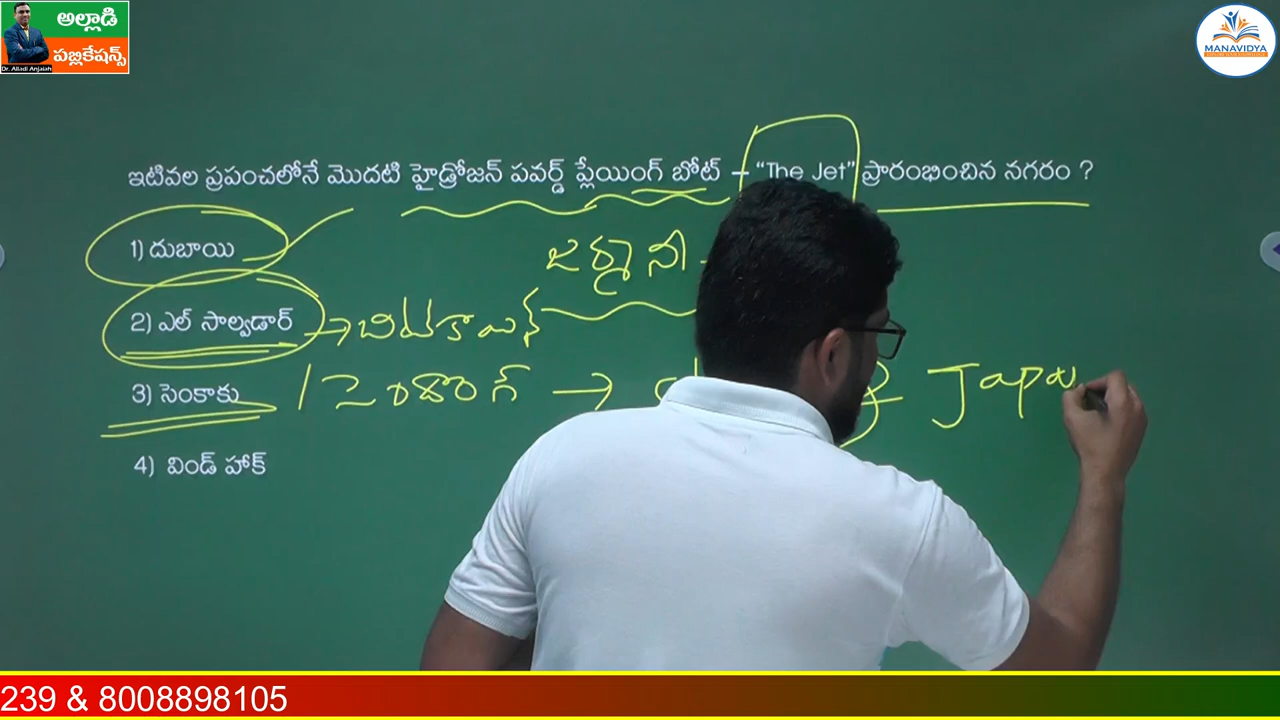 అల్లాడి
పబ్లికేషన్స్
Dr. Alladi Anjaiah
MANAVIDYA
ఇటివల ప్రపంచలోనే మొదటి హైడ్రోజన్ పవర్డ్ ప్లేయింగ్ బోట్ – “The Jet” ప్రారంభించిన నగరం ?
1) దుబాయి
జర్మని -
2) ఎల్ సాల్వడార్ → బిటుకాయిన్
3) సెంకాకు / → Japa
4) విండ్ హాక్
239 & 8008898105